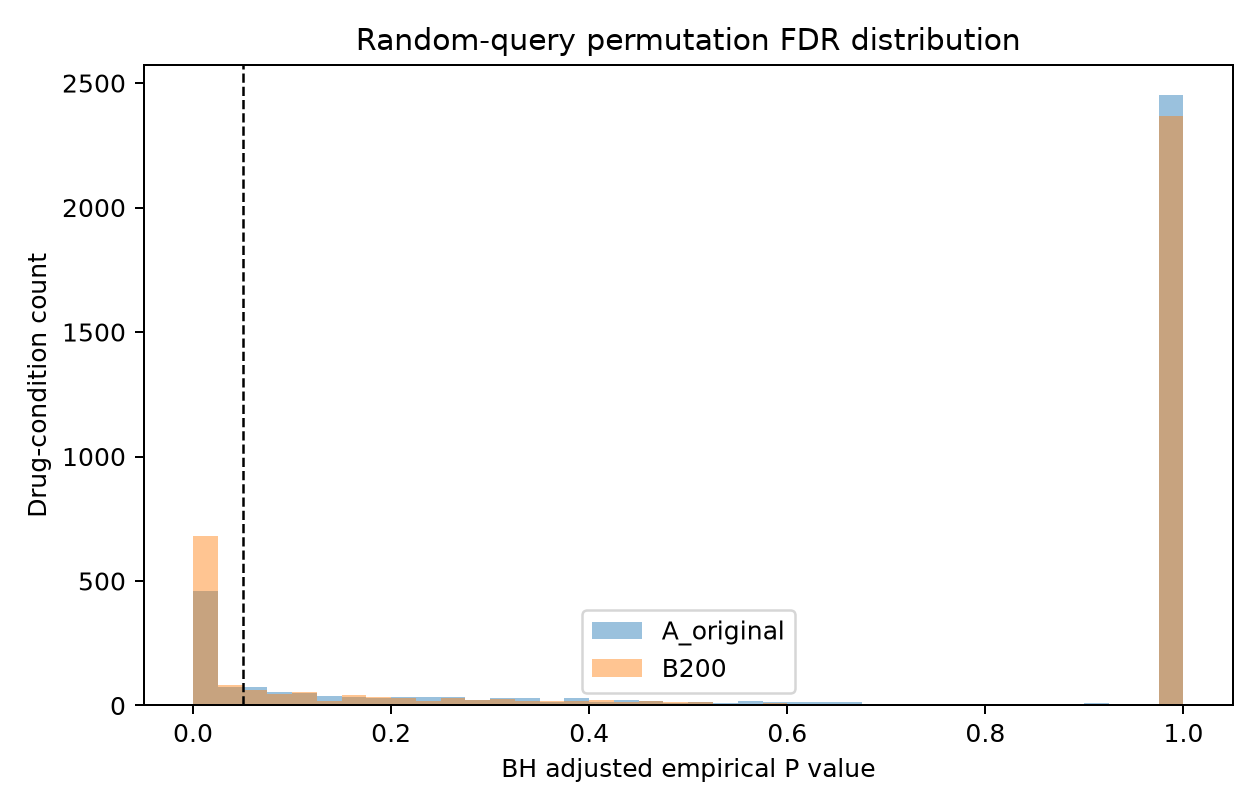 Random-query permutation FDR distribution
Drug-condition count
2500
2000
1500
1000
500
0
0.0 0.2 0.4 0.6 0.8 1.0
BH adjusted empirical P value
A_original
B200